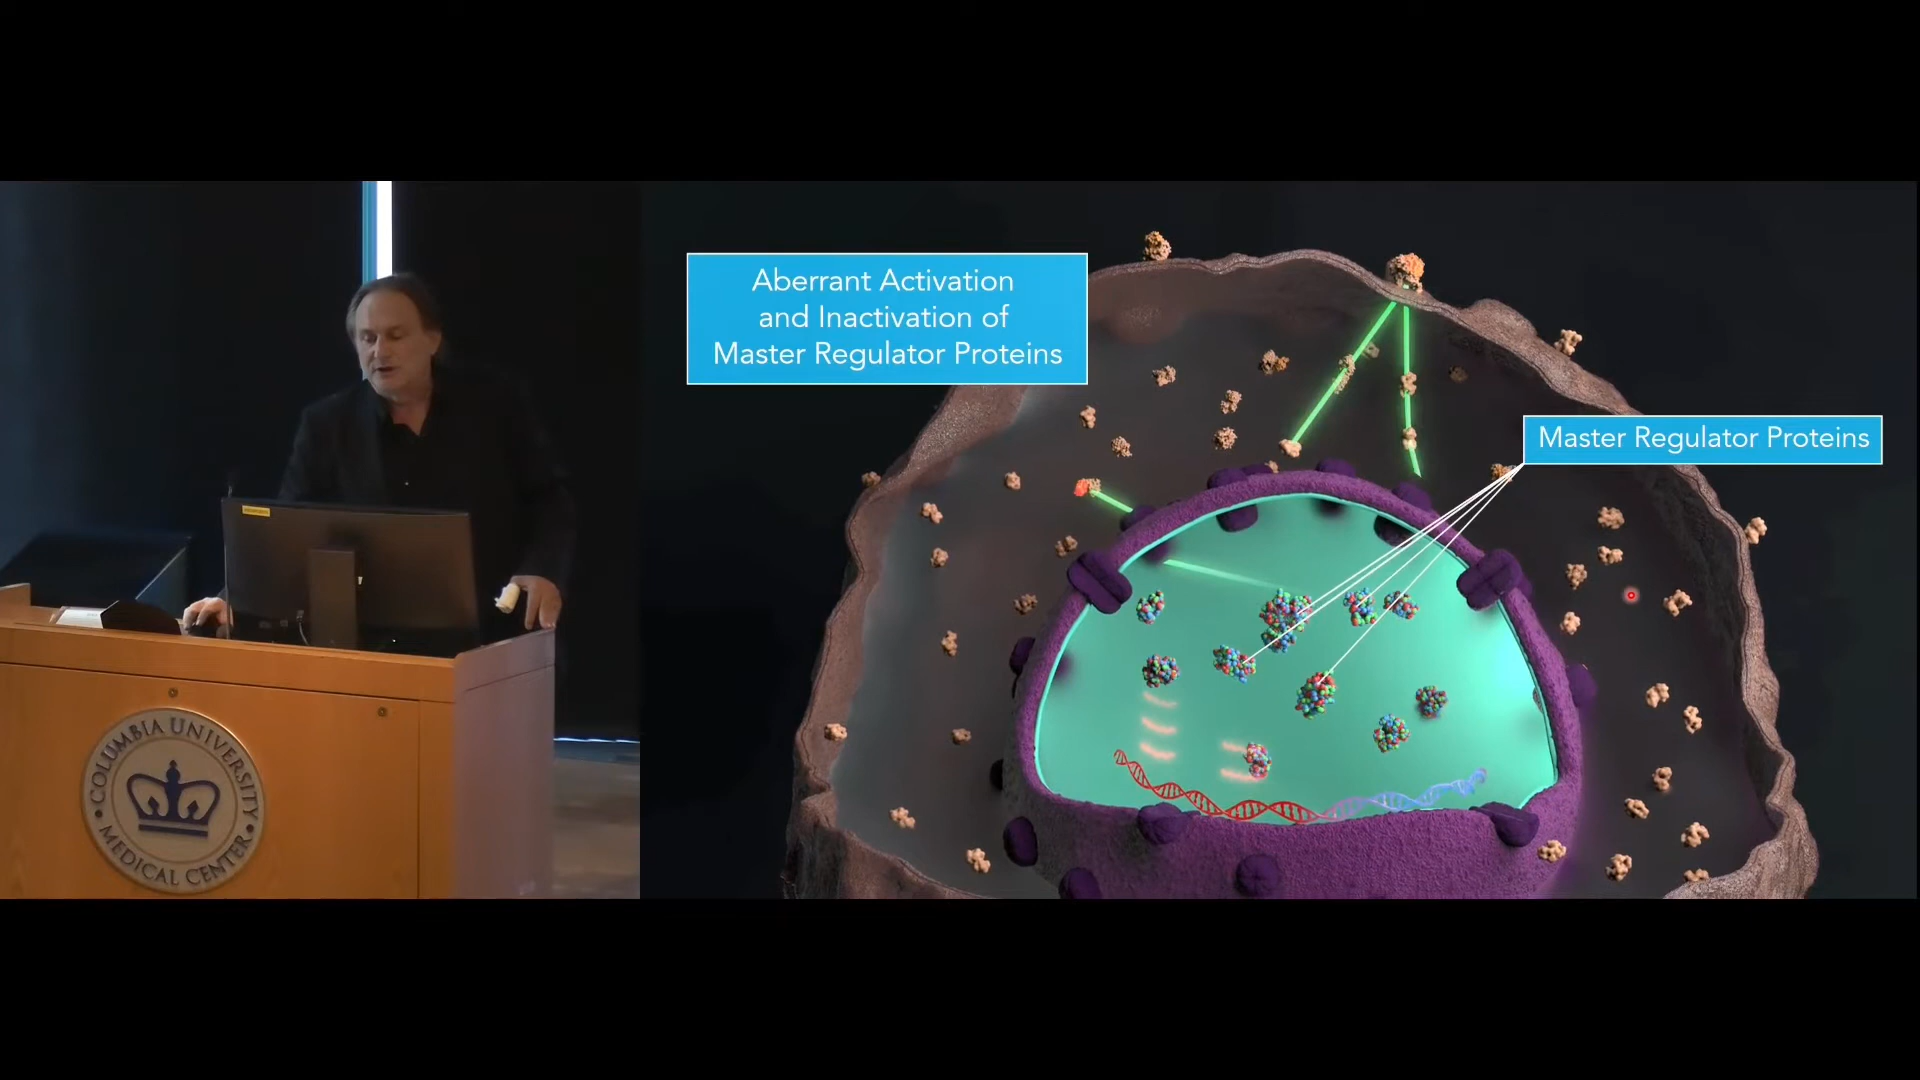 Aberrant Activation
and Inactivation of
Master Regulator Proteins
Master Regulator Proteins
COLUMBIA UNIVERSITY
MEDICAL CENTER